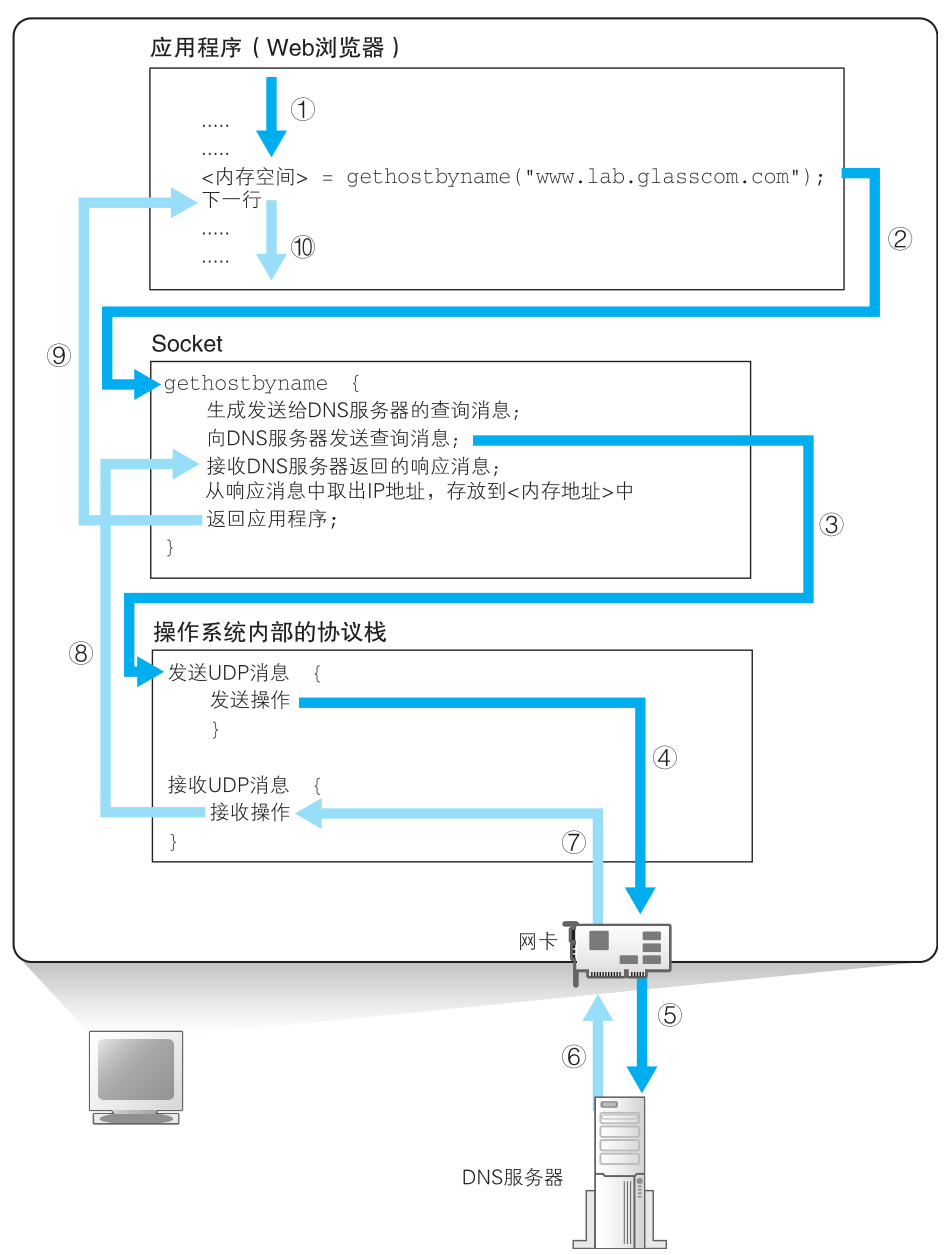 应用程序（Web浏览器）
①
.....
.....
<内存空间> = gethostbyname("www.lab.glasscom.com");
下一行
②
.....
⑩
.....
Socket
⑨
gethostbyname {
生成发送给DNS服务器的查询消息；
向DNS服务器发送查询消息；
接收DNS服务器返回的响应消息；
从响应消息中取出IP地址，存放到<内存地址>中
返回应用程序；
③
}
操作系统内部的协议栈
⑧
发送UDP消息 {
发送操作
}
④
接收UDP消息 {
接收操作
}
⑦
网卡
⑤
⑥
DNS服务器